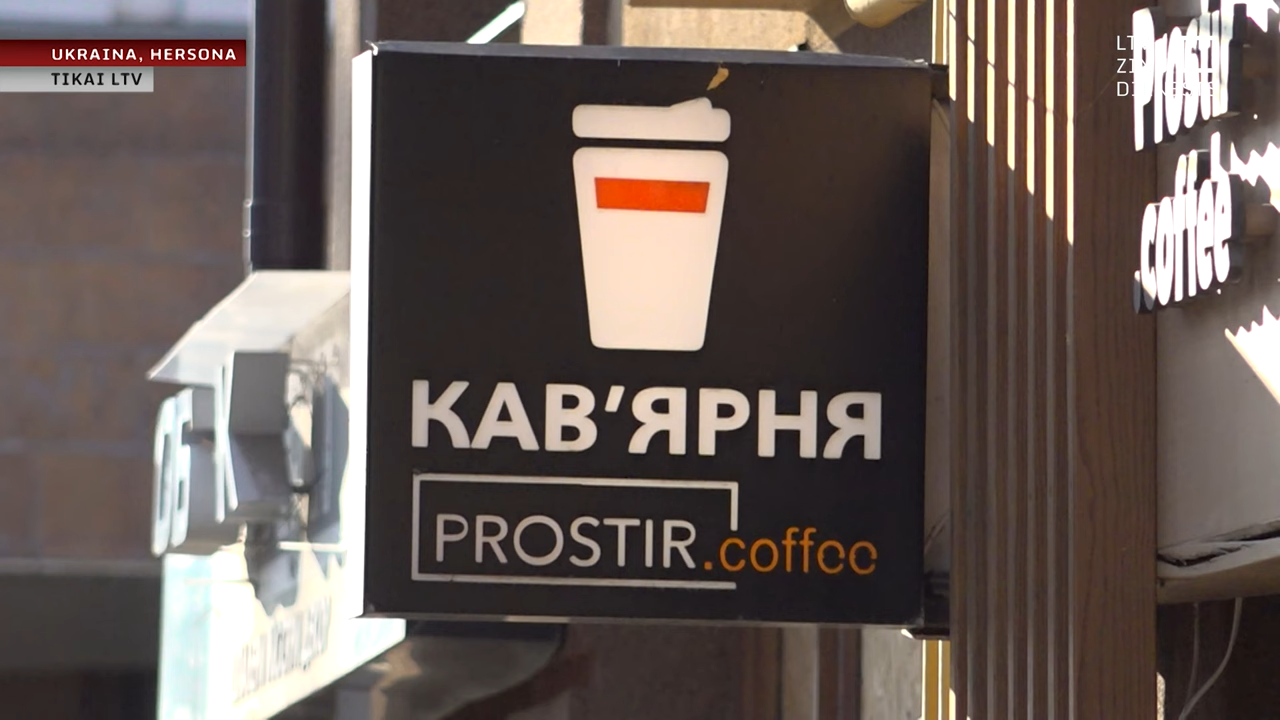 UKRAINA, HERSONA
TIKAI LTV
КАВ'ЯРНЯ
PROSTIR.coffee
Prostir
.coffee